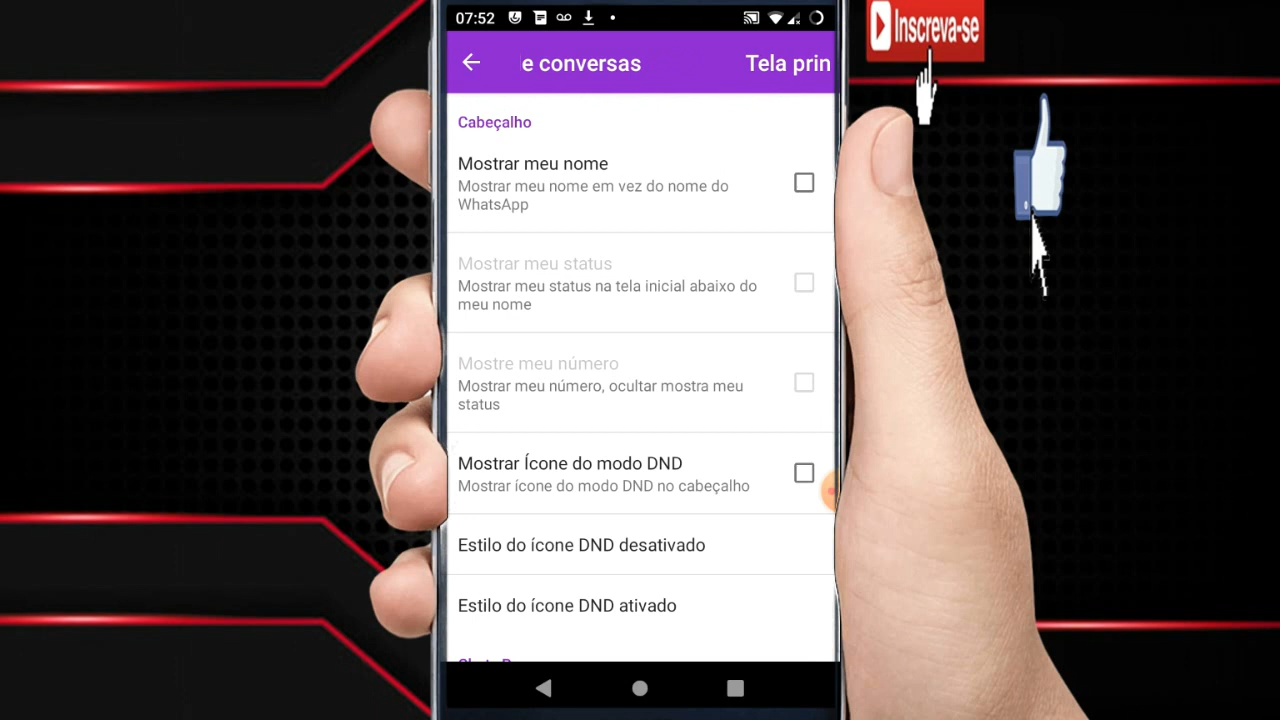 Inscreva-se
07:52
e conversas
Tela prin
Cabeçalho
Mostrar meu nome
Mostrar meu nome em vez do nome do
WhatsApp
Mostrar meu status
Mostrar meu status na tela inicial abaixo do
meu nome
Mostre meu número
Mostrar meu número, ocultar mostra meu
status
Mostrar Ícone do modo DND
Mostrar ícone do modo DND no cabeçalho
Estilo do ícone DND desativado
Estilo do ícone DND ativado